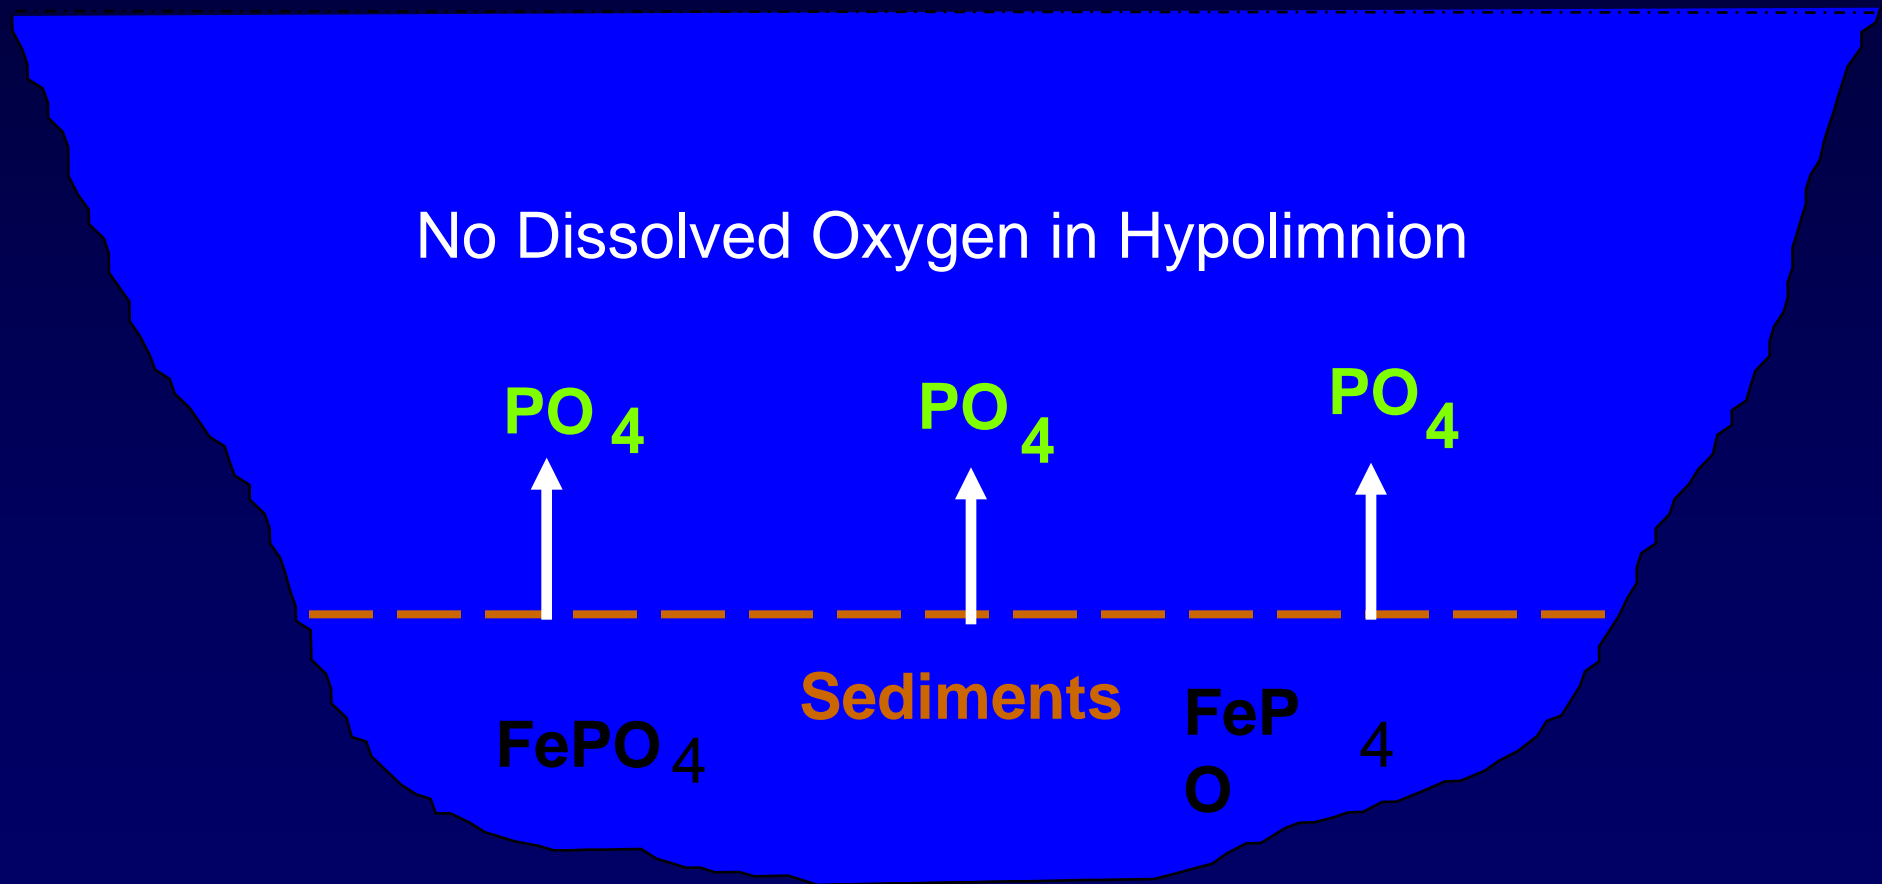 No Dissolved Oxygen in Hypolimnion
PO 4 PO 4 PO 4
Sediments
FePO 4 FeP 4
O